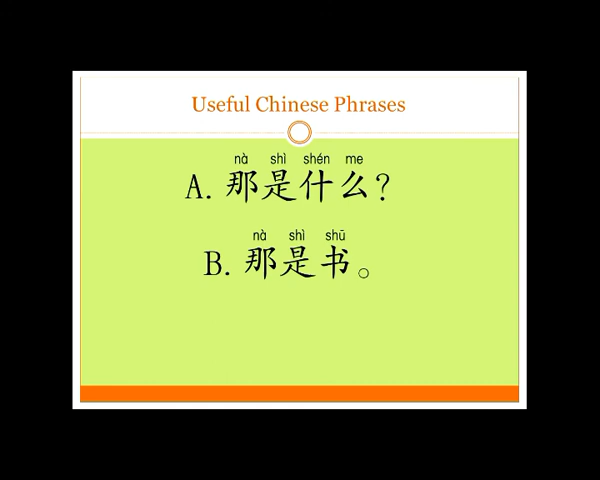 Useful Chinese Phrases
nà shì shén me
A. 那是什么?
nà shì shū
B. 那是书。